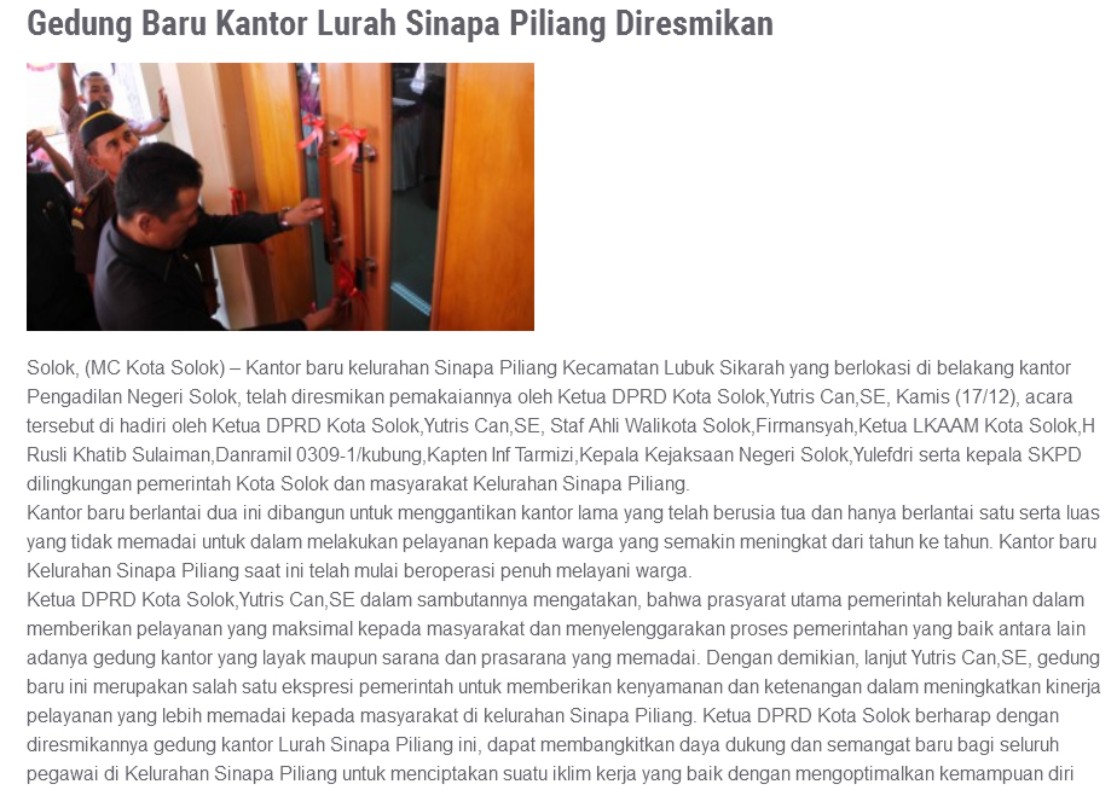 Gedung Baru Kantor Lurah Sinapa Piliang Diresmikan
Solok, (MC Kota Solok) – Kantor baru kelurahan Sinapa Piliang Kecamatan Lubuk Sikarah yang berlokasi di belakang kantor
Pengadilan Negeri Solok, telah diresmikan pemakaiannya oleh Ketua DPRD Kota Solok,Yutris Can,SE, Kamis (17/12), acara
tersebut di hadiri oleh Ketua DPRD Kota Solok,Yutris Can,SE, Staf Ahli Walikota Solok,Firmansyah,Ketua LKAAM Kota Solok,H
Rusli Khatib Sulaiman,Danramil 0309-1/kubung,Kapten Inf Tarmizi,Kepala Kejaksaan Negeri Solok,Yulefdri serta kepala SKPD
dilingkungan pemerintah Kota Solok dan masyarakat Kelurahan Sinapa Piliang.
Kantor baru berlantai dua ini dibangun untuk menggantikan kantor lama yang telah berusia tua dan hanya berlantai satu serta luas
yang tidak memadai untuk dalam melakukan pelayanan kepada warga yang semakin meningkat dari tahun ke tahun. Kantor baru
Kelurahan Sinapa Piliang saat ini telah mulai beroperasi penuh melayani warga.
Ketua DPRD Kota Solok,Yutris Can,SE dalam sambutannya mengatakan, bahwa prasyarat utama pemerintah kelurahan dalam
memberikan pelayanan yang maksimal kepada masyarakat dan menyelenggarakan proses pemerintahan yang baik antara lain
adanya gedung kantor yang layak maupun sarana dan prasarana yang memadai. Dengan demikian, lanjut Yutris Can,SE, gedung
baru ini merupakan salah satu ekspresi pemerintah untuk memberikan kenyamanan dan ketenangan dalam meningkatkan kinerja
pelayanan yang lebih memadai kepada masyarakat di kelurahan Sinapa Piliang. Ketua DPRD Kota Solok berharap dengan
diresmikannya gedung kantor Lurah Sinapa Piliang ini, dapat membangkitkan daya dukung dan semangat baru bagi seluruh
pegawai di Kelurahan Sinapa Piliang untuk menciptakan suatu iklim kerja yang baik dengan mengoptimalkan kemampuan diri